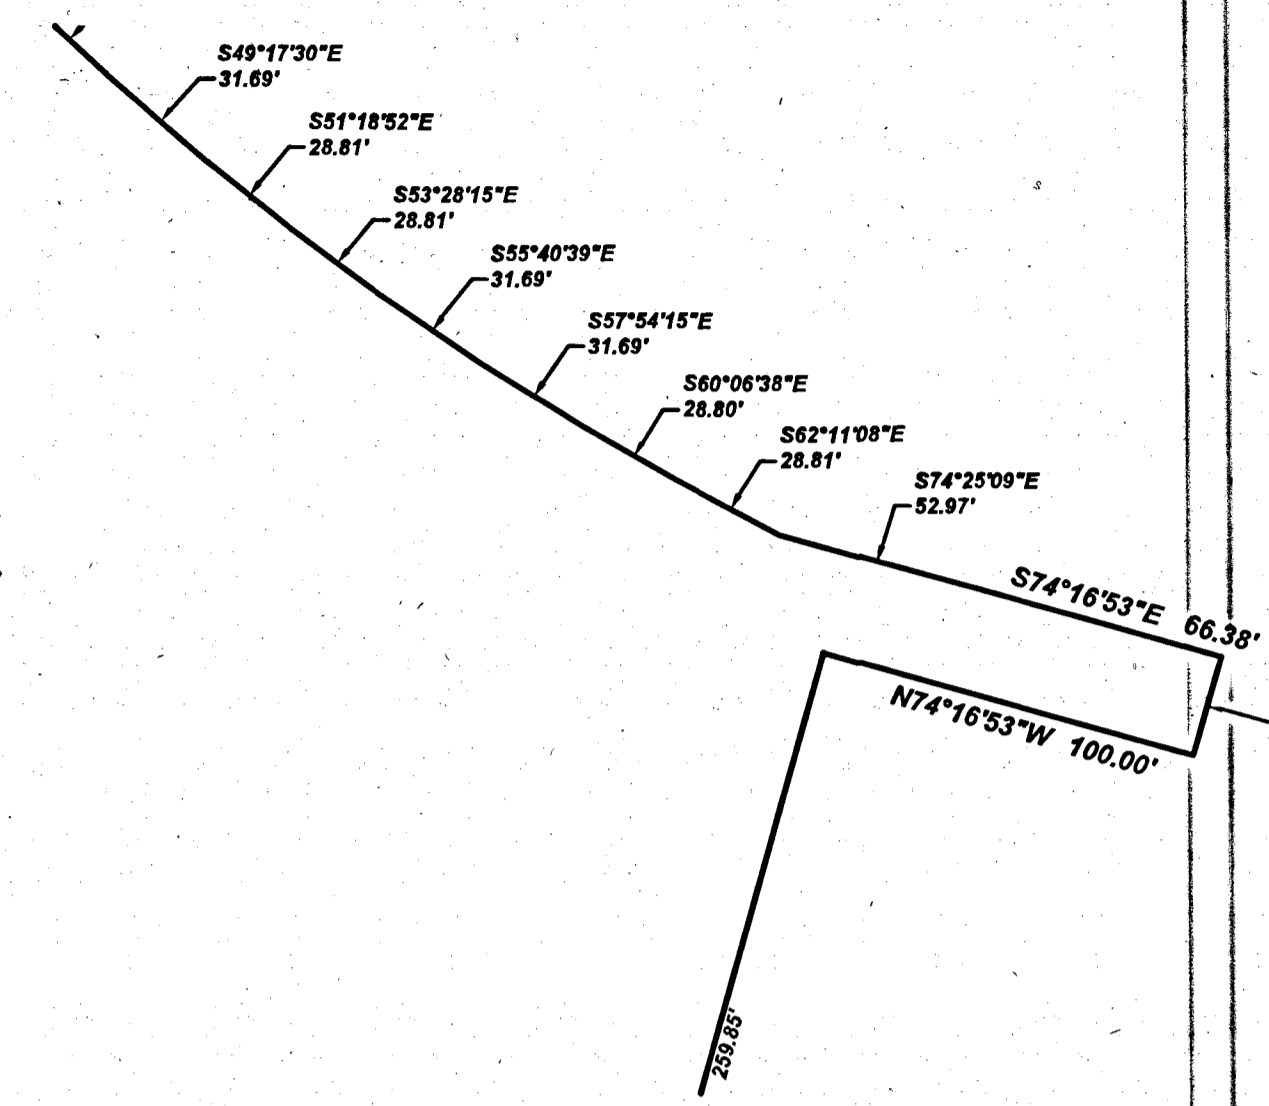 S49°17'30"E
31.69'
S51°18'52"E
28.81'
S53°28'15"E
28.81'
S55°40'39"E
31.69'
S57°54'15"E
31.69'
S60°06'38"E
28.80'
S62°11'08"E
28.81'
S74°25'09"E
52.97'
S74°16'53"E 66.38'
N74°16'53"W 100.00'
259.85'